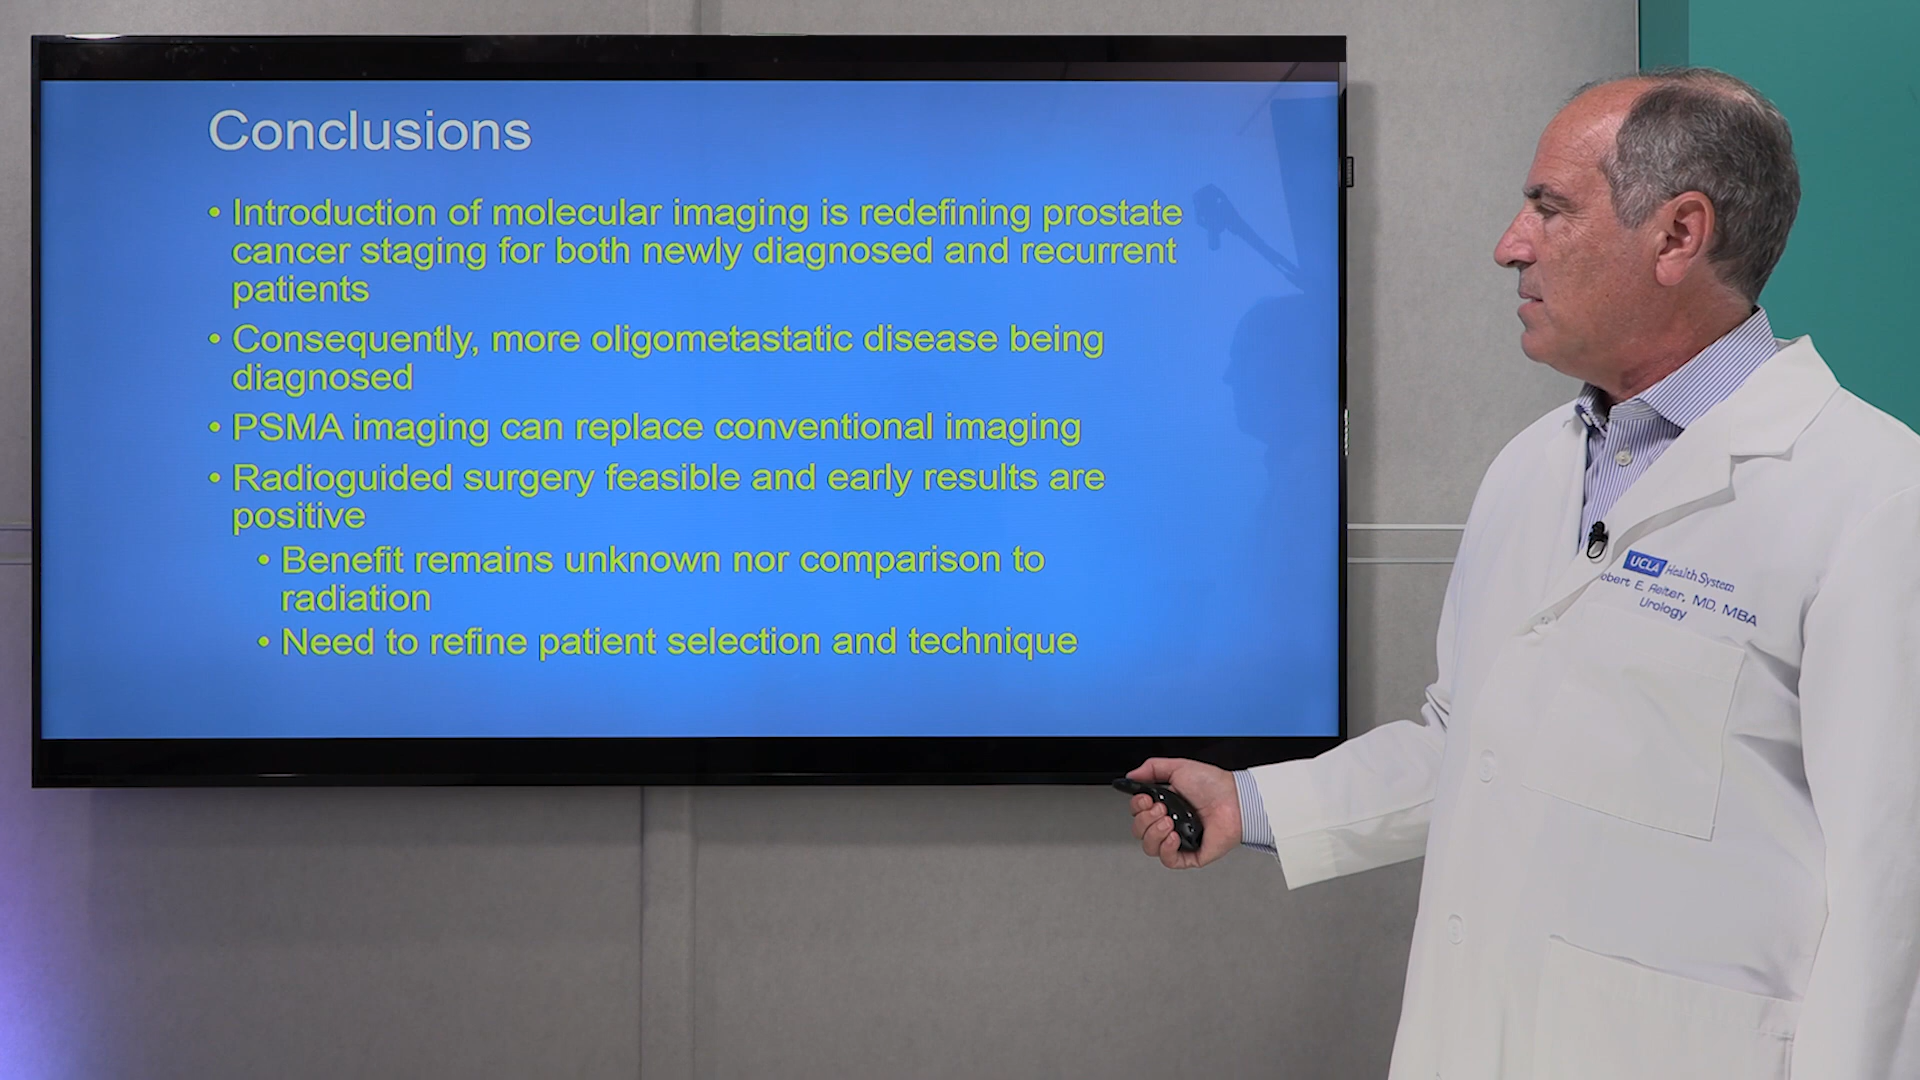 Conclusions
• Introduction of molecular imaging is redefining prostate
cancer staging for both newly diagnosed and recurrent
patients
• Consequently, more oligometastatic disease being
diagnosed
• PSMA imaging can replace conventional imaging
• Radioguided surgery feasible and early results are
positive
• Benefit remains unknown nor comparison to
radiation
• Need to refine patient selection and technique
UCLA Health System
E. Reiter, MD, MBA
Urology